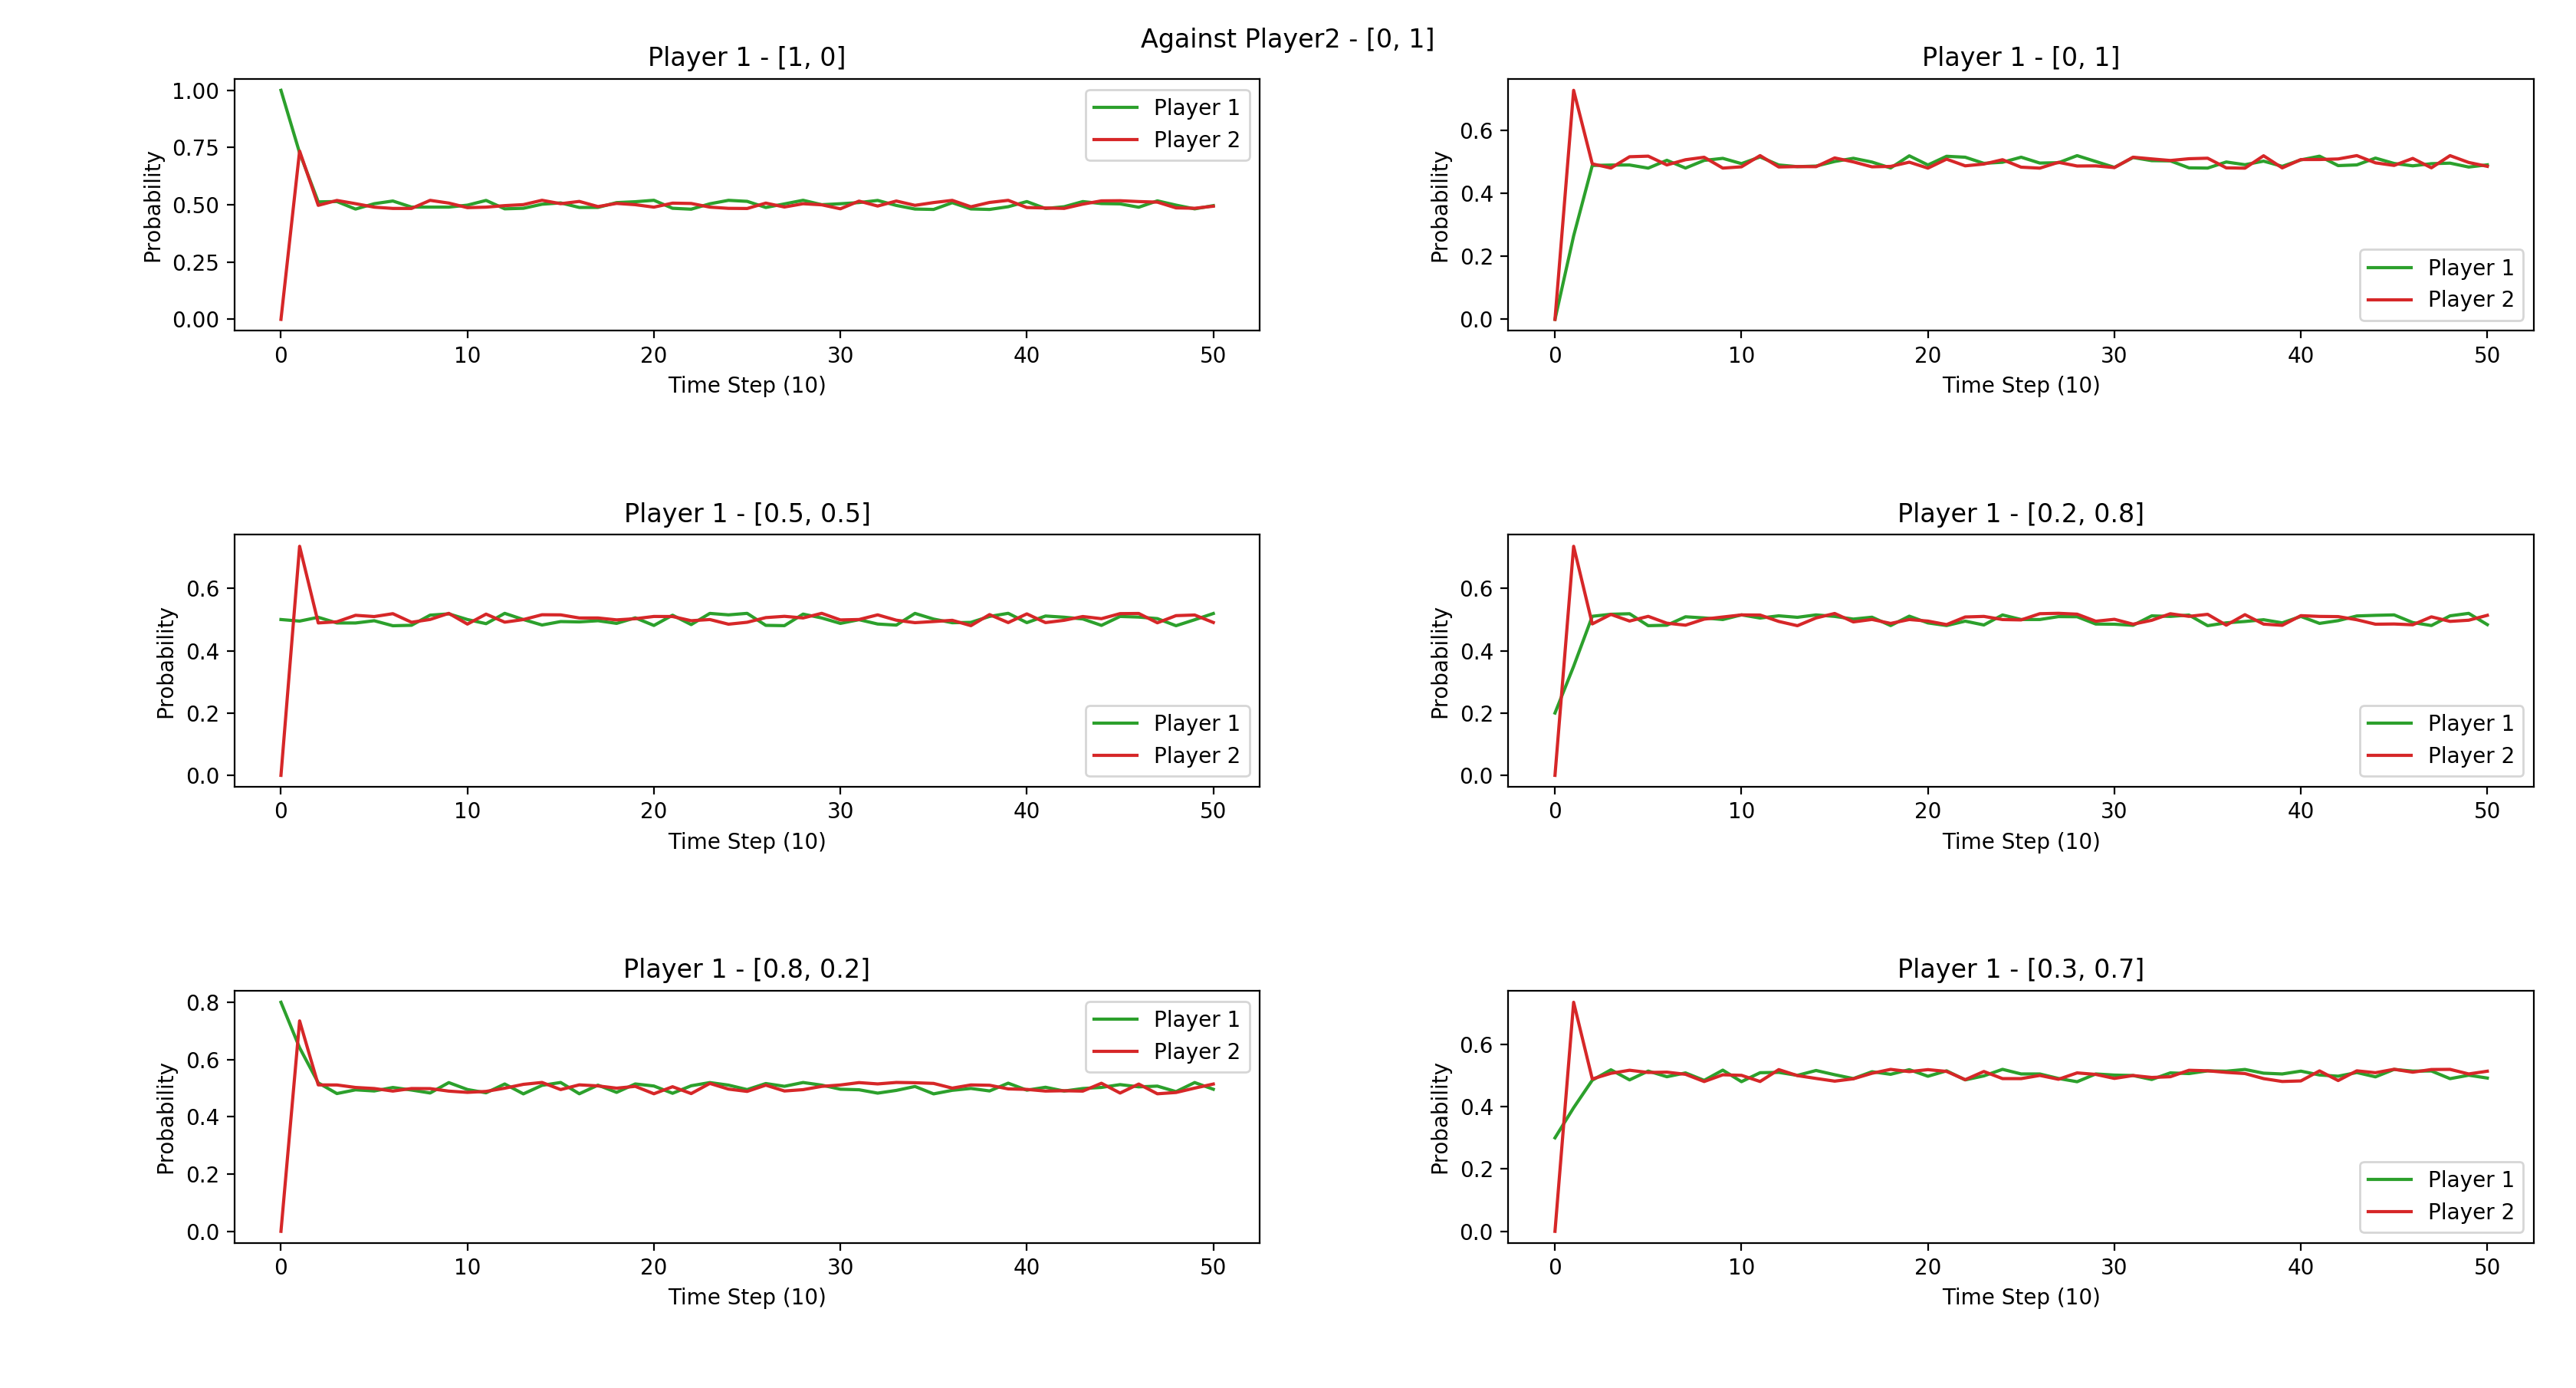 Against Player2 - [0, 1]
Player 1 - [1, 0]
Probability
1.00
0.75
0.50
0.25
0.00
Player 1
Player 2
0 10 20 30 40 50
Time Step (10)
Player 1 - [0, 1]
Probability
0.6
0.4
0.2
0.0
Player 1
Player 2
0 10 20 30 40 50
Time Step (10)
Player 1 - [0.5, 0.5]
Probability
0.6
0.4
0.2
0.0
Player 1
Player 2
0 10 20 30 40 50
Time Step (10)
Player 1 - [0.2, 0.8]
Probability
0.6
0.4
0.2
0.0
Player 1
Player 2
0 10 20 30 40 50
Time Step (10)
Player 1 - [0.8, 0.2]
Probability
0.8
0.6
0.4
0.2
0.0
Player 1
Player 2
0 10 20 30 40 50
Time Step (10)
Player 1 - [0.3, 0.7]
Probability
0.6
0.4
0.2
0.0
Player 1
Player 2
0 10 20 30 40 50
Time Step (10)